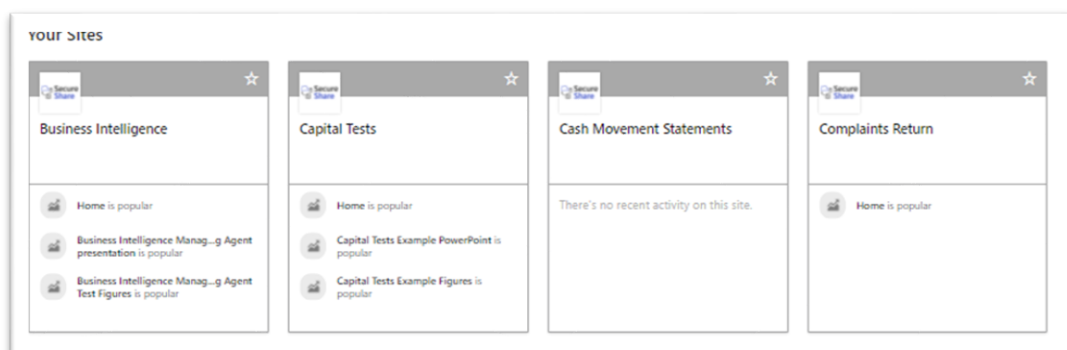 Your Sites
Secure
Share
Business Intelligence
Home is popular
Business Intelligence Manag...g Agent
presentation is popular
Business Intelligence Manag...g Agent
Test Figures is popular
Secure
Share
Capital Tests
Home is popular
Capital Tests Example PowerPoint is
popular
Capital Tests Example Figures is
popular
Secure
Share
Cash Movement Statements
There's no recent activity on this site.
Secure
Share
Complaints Return
Home is popular